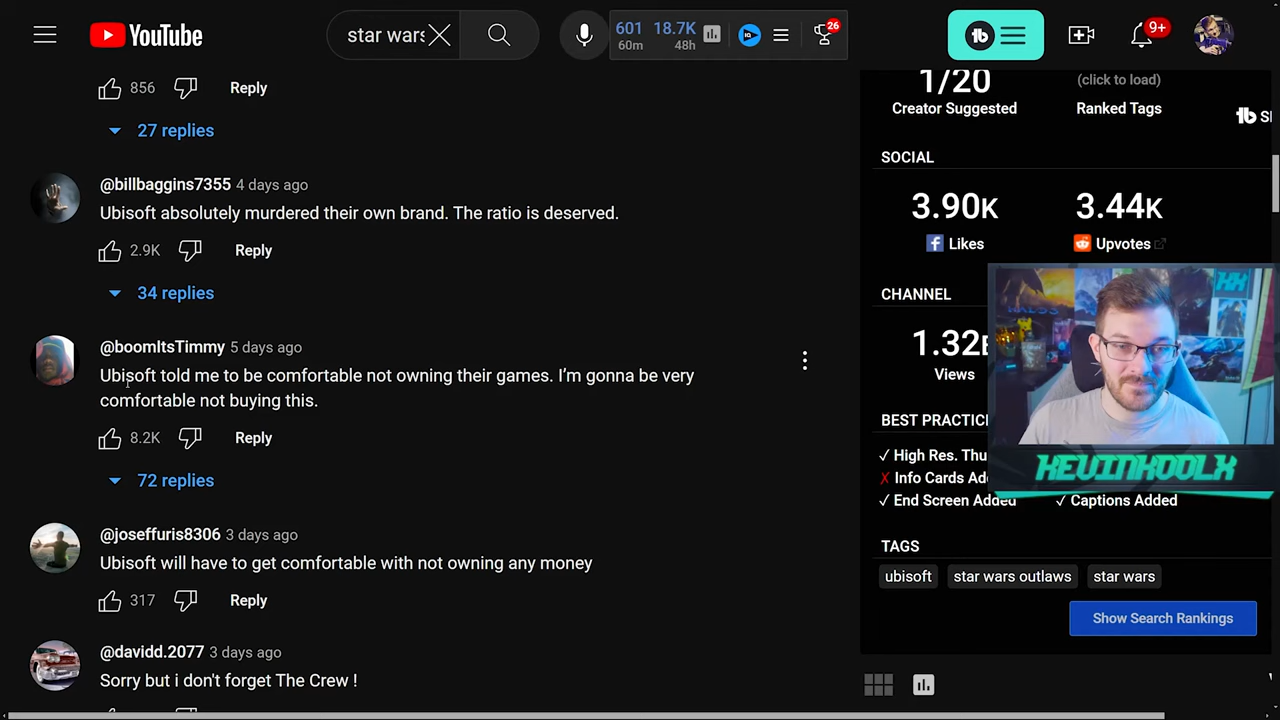 YouTube
star wars
601
60m
18.7K
48h
iq
26
tb
9+
856
Reply
27 replies
@billbaggins7355 4 days ago
Ubisoft absolutely murdered their own brand. The ratio is deserved.
2.9K
Reply
34 replies
@boomItsTimmy 5 days ago
Ubisoft told me to be comfortable not owning their games. I’m gonna be very
comfortable not buying this.
8.2K
Reply
72 replies
@joseffuris8306 3 days ago
Ubisoft will have to get comfortable with not owning any money
317
Reply
@davidd.2077 3 days ago
Sorry but i don't forget The Crew !
1/20
Creator Suggested
(click to load)
Ranked Tags
tb
SOCIAL
3.90K
Likes
3.44K
Upvotes
CHANNEL
1.32
Views
BEST PRACTIC
✓ High Res. Thu
X Info Cards Ad
✓ End Screen Added
✓ Captions Added
KEVINKOOLX
TAGS
ubisoft
star wars outlaws
star wars
Show Search Rankings